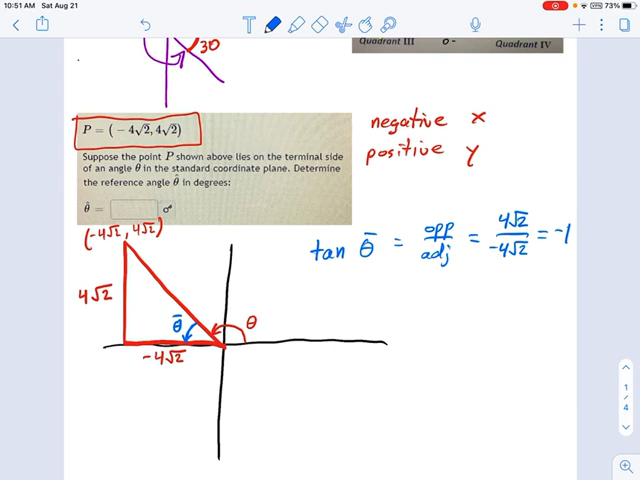 10:51 AM Sat Aug 21
73%
30
Quadrant III
0 -
Quadrant IV
P = ( − 4√2, 4√2)
Suppose the point P shown above lies on the terminal side
of an angle θ in the standard coordinate plane. Determine
the reference angle θ̂ in degrees:
θ̂ =
negative x
positive y
(-4√2, 4√2)
tan θ̄ = opp/adj = 4√2/-4√2 = -1
4√2
θ̄
θ
-4√2
1
/
4